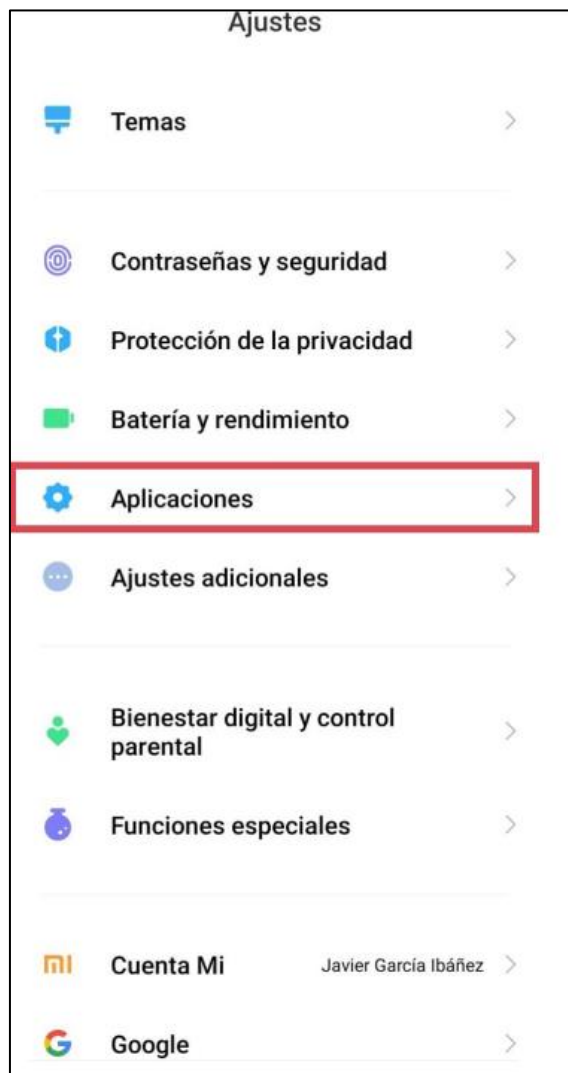 Ajustes
Temas
Contraseñas y seguridad
Protección de la privacidad
Batería y rendimiento
Aplicaciones
Ajustes adicionales
Bienestar digital y control
parental
Funciones especiales
Cuenta Mi Javier García Ibáñez
Google